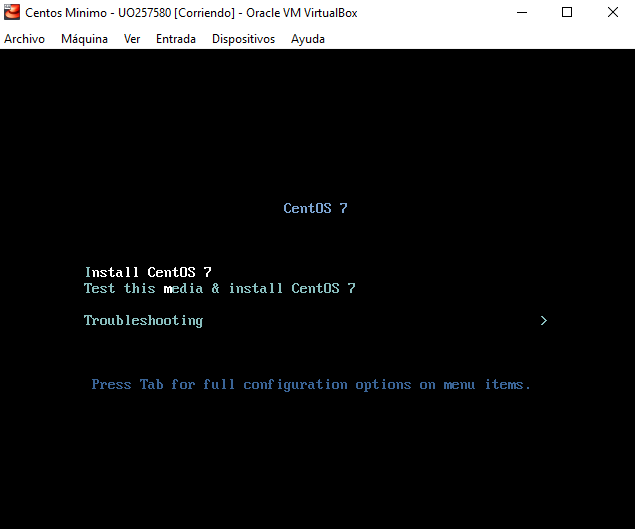 Centos Minimo - UO257580 [Corriendo] - Oracle VM VirtualBox
Archivo Máquina Ver Entrada Dispositivos Ayuda
CentOS 7
Install CentOS 7
Test this media & install CentOS 7
Troubleshooting >
Press Tab for full configuration options on menu items.